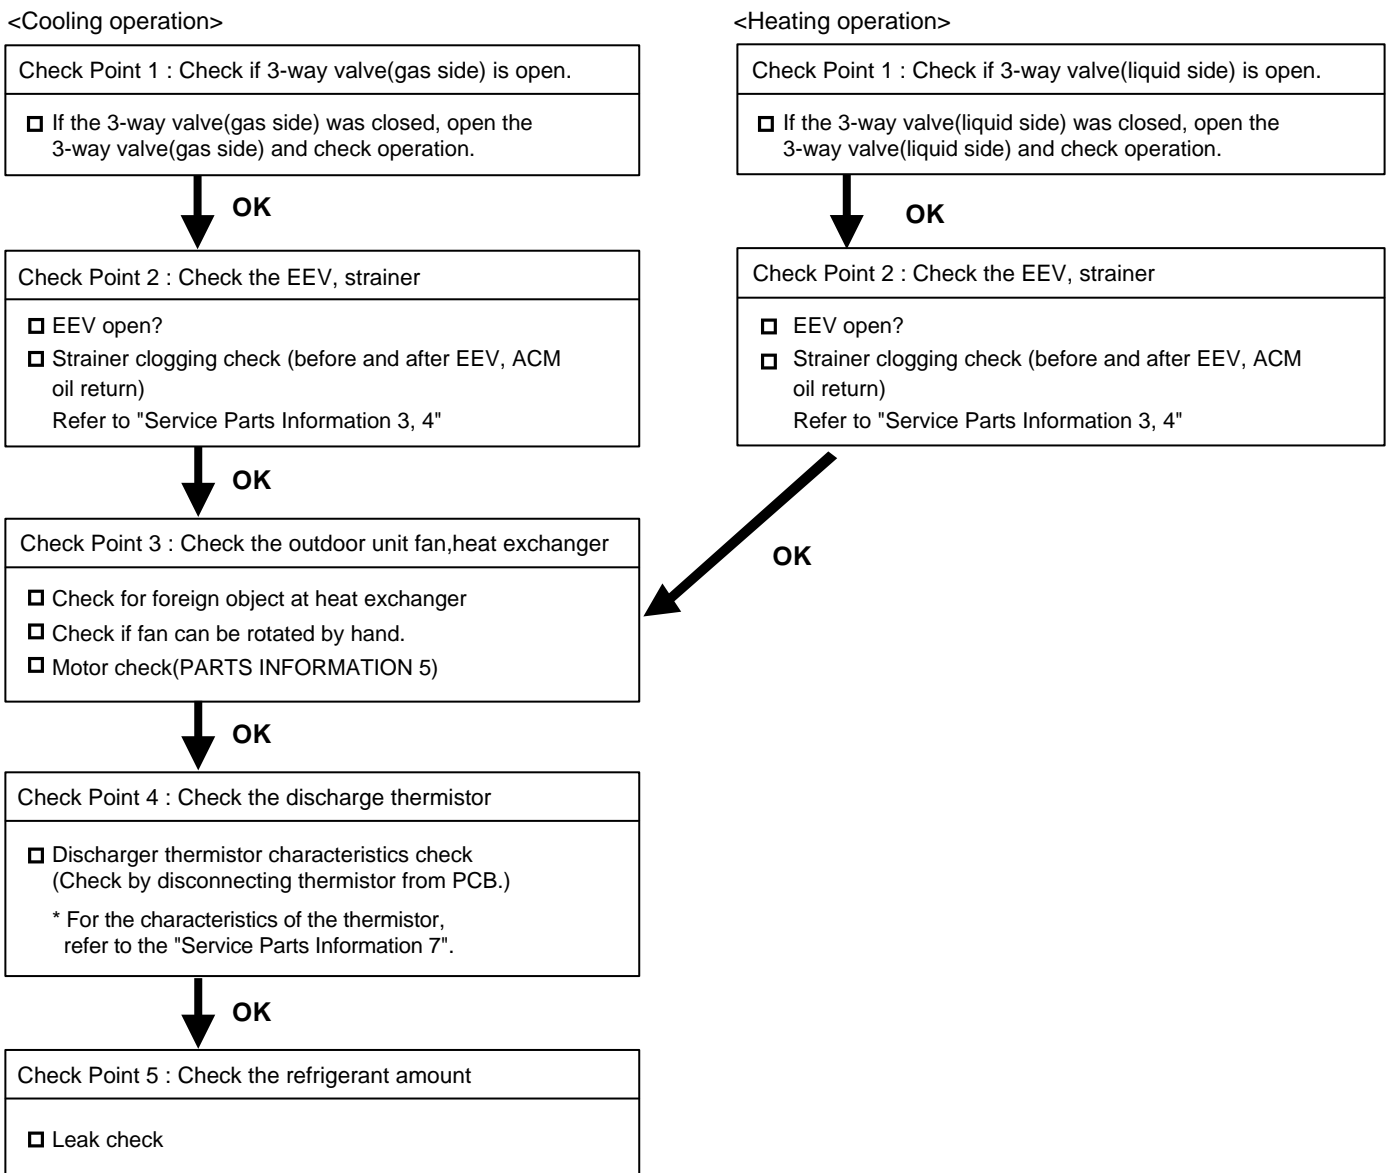 <Cooling operation>
Check Point 1 : Check if 3-way valve(gas side) is open.
If the 3-way valve(gas side) was closed, open the
3-way valve(gas side) and check operation.
OK
Check Point 2 : Check the EEV, strainer
EEV open?
Strainer clogging check (before and after EEV, ACM
oil return)
Refer to "Service Parts Information 3, 4"
OK
<Heating operation>
Check Point 1 : Check if 3-way valve(liquid side) is open.
If the 3-way valve(liquid side) was closed, open the
3-way valve(liquid side) and check operation.
OK
Check Point 2 : Check the EEV, strainer
EEV open?
Strainer clogging check (before and after EEV, ACM
oil return)
Refer to "Service Parts Information 3, 4"
OK
Check Point 3 : Check the outdoor unit fan,heat exchanger
Check for foreign object at heat exchanger
Check if fan can be rotated by hand.
Motor check(PARTS INFORMATION 5)
OK
Check Point 4 : Check the discharge thermistor
Discharger thermistor characteristics check
(Check by disconnecting thermistor from PCB.)
* For the characteristics of the thermistor,
refer to the "Service Parts Information 7".
OK
Check Point 5 : Check the refrigerant amount
Leak check